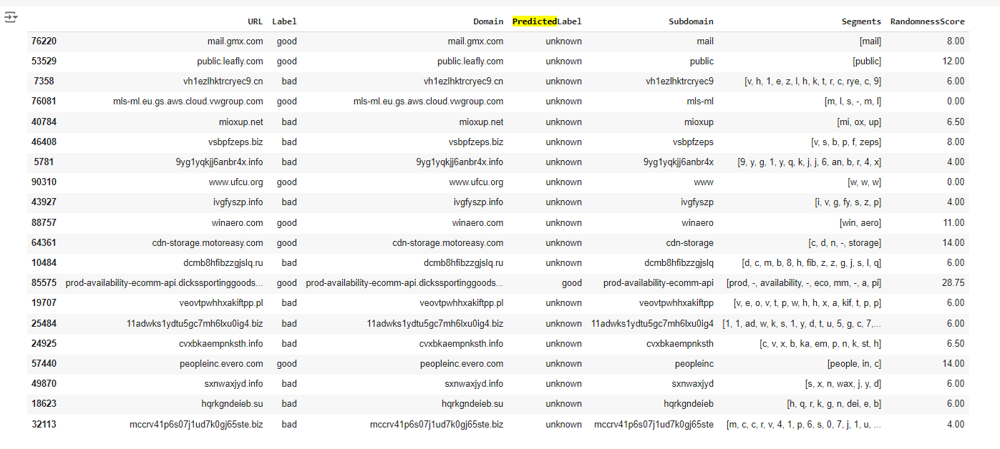 URL Label Domain PredictedLabel Subdomain Segments RandomnessScore
76220 mail.gmx.com good mail.gmx.com unknown mail [mail] 8.00
53529 public.leafly.com good public.leafly.com unknown public [public] 12.00
7358 vh1ezlhktrcryec9.cn bad vh1ezlhktrcryec9.cn unknown vh1ezlhktrcryec9 [v, h, 1, e, z, l, h, k, t, r, c, rye, c, 9] 6.00
76081 mls-ml.eu.gs.aws.cloud.vwgroup.com good mls-ml.eu.gs.aws.cloud.vwgroup.com unknown mls-ml [m, l, s, -, m, l] 0.00
40784 mioxup.net bad mioxup.net unknown mioxup [mi, ox, up] 6.50
46408 vsbpfzeps.biz bad vsbpfzeps.biz unknown vsbpfzeps [v, s, b, p, f, zeps] 8.00
5781 9yg1yqkjj6anbr4x.info bad 9yg1yqkjj6anbr4x.info unknown 9yg1yqkjj6anbr4x [9, y, g, 1, y, q, k, j, j, 6, an, b, r, 4, x] 4.00
90310 www.ufcu.org good www.ufcu.org unknown www [w, w, w] 0.00
43927 ivgfyszp.info bad ivgfyszp.info unknown ivgfyszp [i, v, g, fy, s, z, p] 4.00
88757 winaero.com good winaero.com unknown winaero [win, aero] 11.00
64361 cdn-storage.motoreasy.com good cdn-storage.motoreasy.com unknown cdn-storage [c, d, n, -, storage] 14.00
10484 dcmb8hfibzzgjslq.ru bad dcmb8hfibzzgjslq.ru unknown dcmb8hfibzzgjslq [d, c, m, b, 8, h, fib, z, z, g, j, s, l, q] 6.00
85575 prod-availability-ecomm-api.dickssportinggoods... good prod-availability-ecomm-api.dickssportinggoods... good prod-availability-ecomm-api [prod, -, availability, -, eco, mm, -, a, pi] 28.75
19707 veovtpwhhxakiftpp.pl bad veovtpwhhxakiftpp.pl unknown veovtpwhhxakiftpp [v, e, o, v, t, p, w, h, h, x, a, kif, t, p, p] 6.00
25484 11adwks1ydtu5gc7mh6lxu0ig4.biz bad 11adwks1ydtu5gc7mh6lxu0ig4.biz unknown 11adwks1ydtu5gc7mh6lxu0ig4 [1, 1, ad, w, k, s, 1, y, d, t, u, 5, g, c, 7,... 6.00
24925 cvxbkaempnksth.info bad cvxbkaempnksth.info unknown cvxbkaempnksth [c, v, x, b, ka, em, p, n, k, st, h] 6.50
57440 peopleinc.evero.com good peopleinc.evero.com unknown peopleinc [people, in, c] 14.00
49870 sxnwaxjyd.info bad sxnwaxjyd.info unknown sxnwaxjyd [s, x, n, wax, j, y, d] 6.00
18623 hqrkgndeieb.su bad hqrkgndeieb.su unknown hqrkgndeieb [h, q, r, k, g, n, dei, e, b] 6.00
32113 mccrv41p6s07j1ud7k0gj65ste.biz bad mccrv41p6s07j1ud7k0gj65ste.biz unknown mccrv41p6s07j1ud7k0gj65ste [m, c, c, r, v, 4, 1, p, 6, s, 0, 7, j, 1, u, ... 4.00